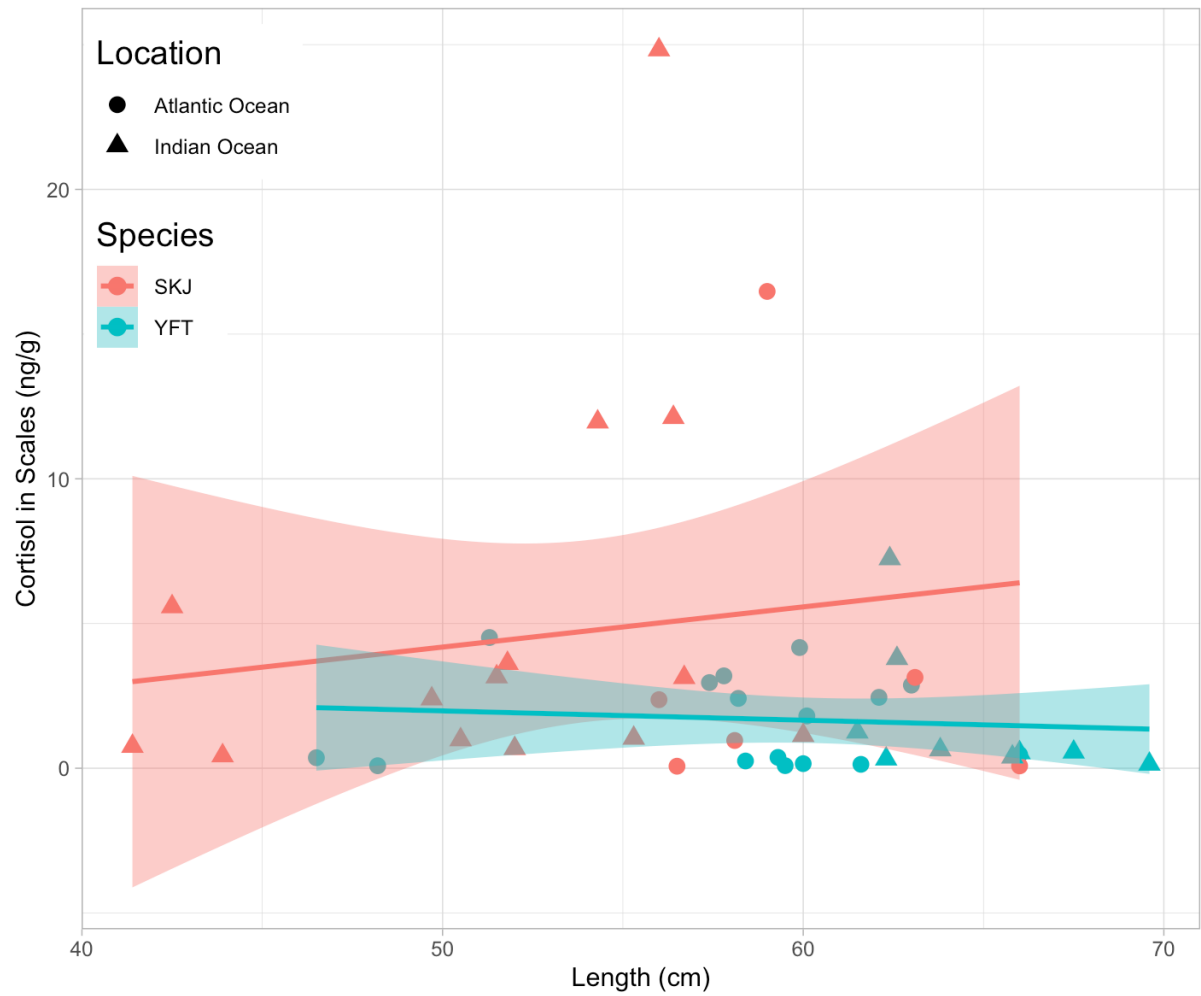 Location
Atlantic Ocean
Indian Ocean
Species
SKJ
YFT
Cortisol in Scales (ng/g)
20
10
0
40
50
60
70
Length (cm)